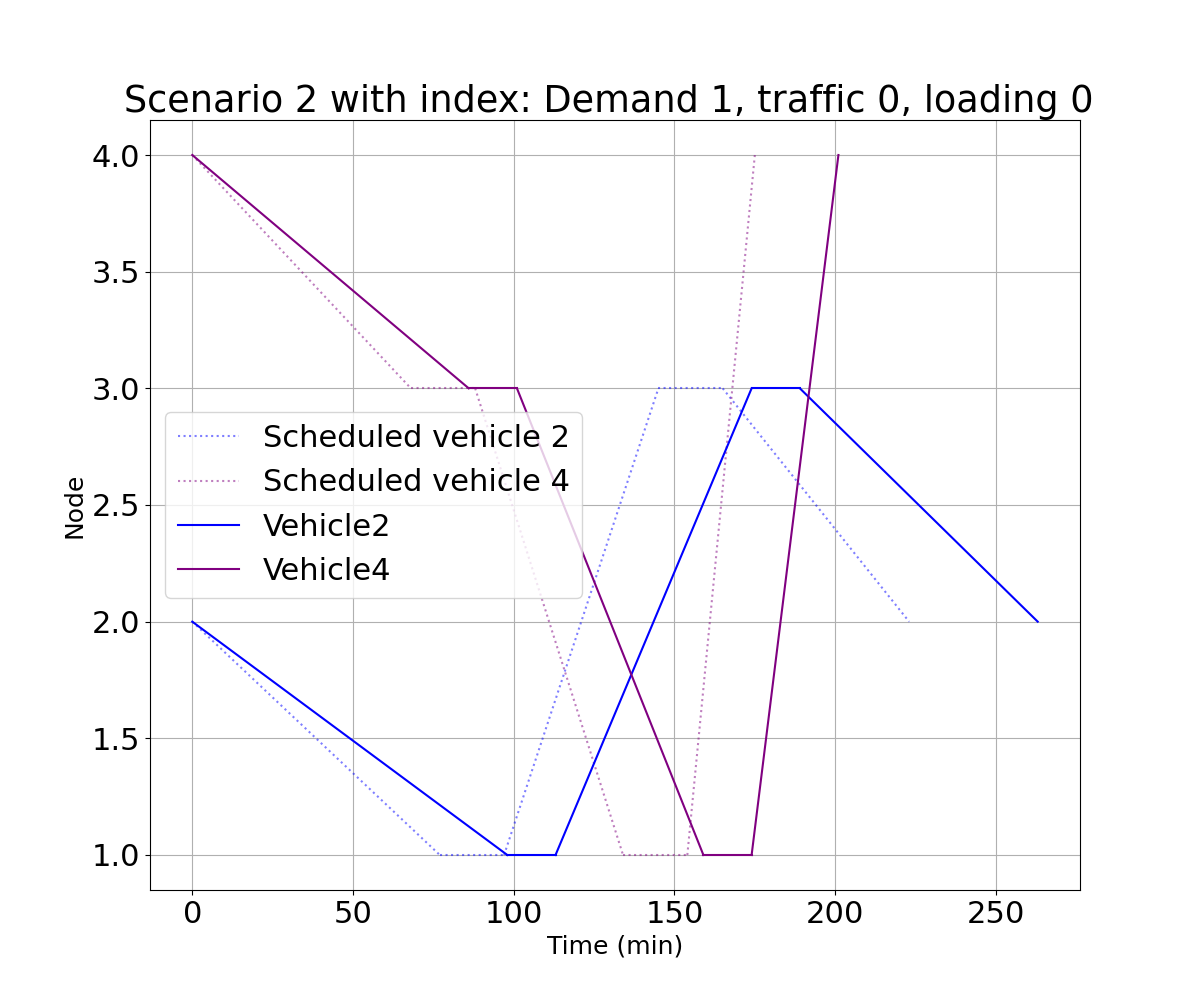 Scenario 2 with index: Demand 1, traffic 0, loading 0
4.0
3.5
3.0
2.5
2.0
1.5
1.0
Node
Scheduled vehicle 2
Scheduled vehicle 4
Vehicle2
Vehicle4
0 50 100 150 200 250
Time (min)